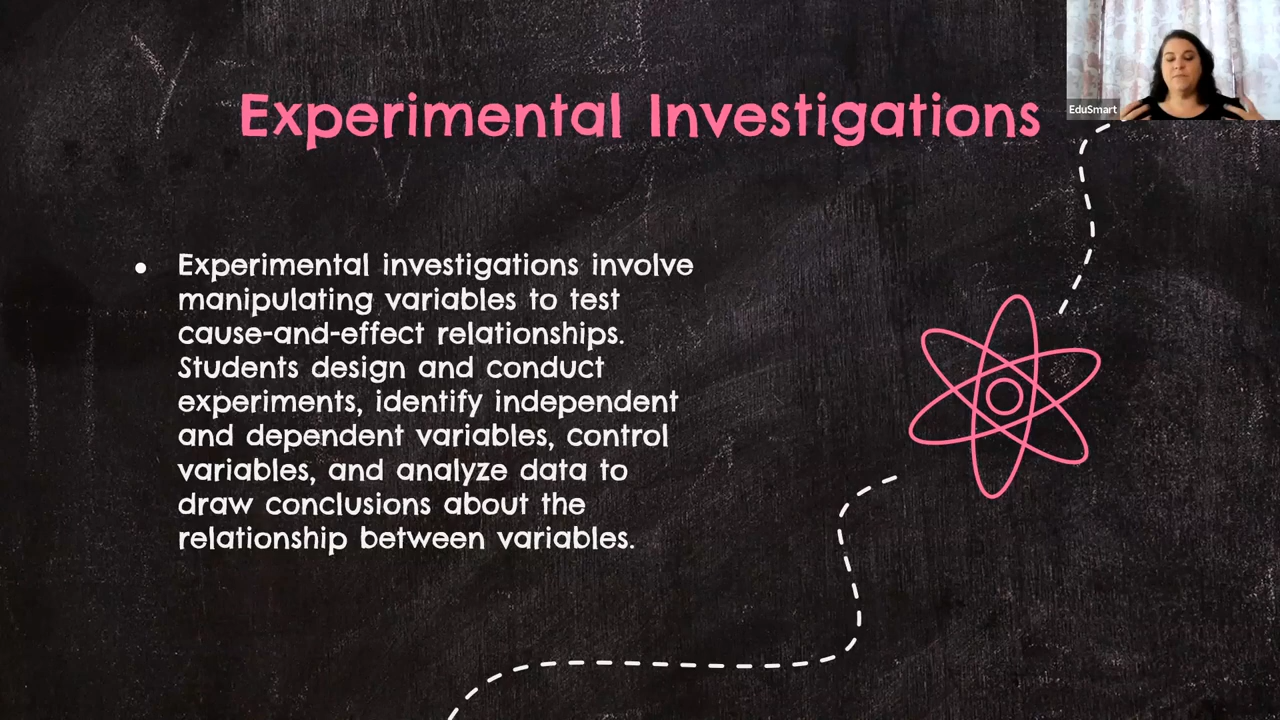 Experimental Investigations
EduSmart
• Experimental investigations involve
manipulating variables to test
cause-and-effect relationships.
Students design and conduct
experiments, identify independent
and dependent variables, control
variables, and analyze data to
draw conclusions about the
relationship between variables.